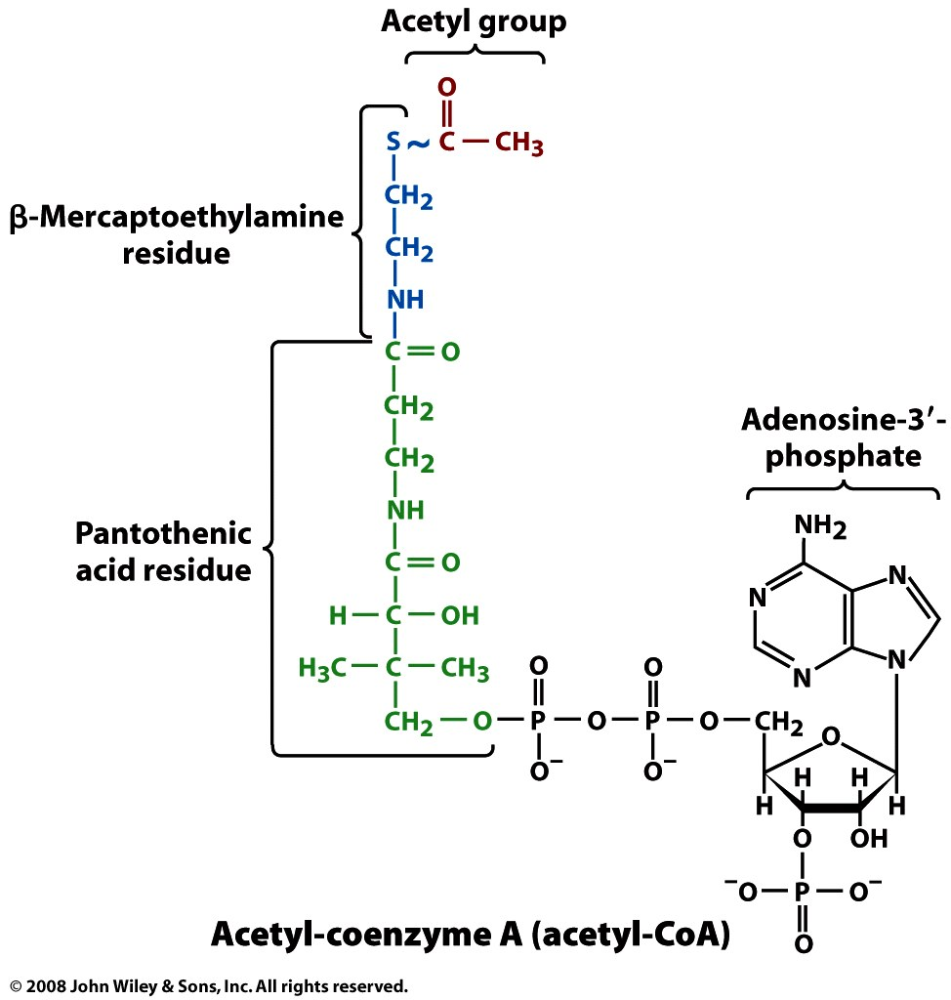 Acetyl group
O
S ~ C — CH3
CH2
β-Mercaptoethylamine
residue
CH2
NH
C = O
CH2
Adenosine-3′-
phosphate
CH2
NH
NH2
Pantothenic
acid residue
C = O
N
N
H — C — OH
H3C — C — CH3
N
N
O
O
CH2 — O — P — O — P — O — CH2
O
O⁻
O⁻
H
H
H
H
O
OH
⁻O — P — O⁻
O
Acetyl-coenzyme A (acetyl-CoA)
© 2008 John Wiley & Sons, Inc. All rights reserved.